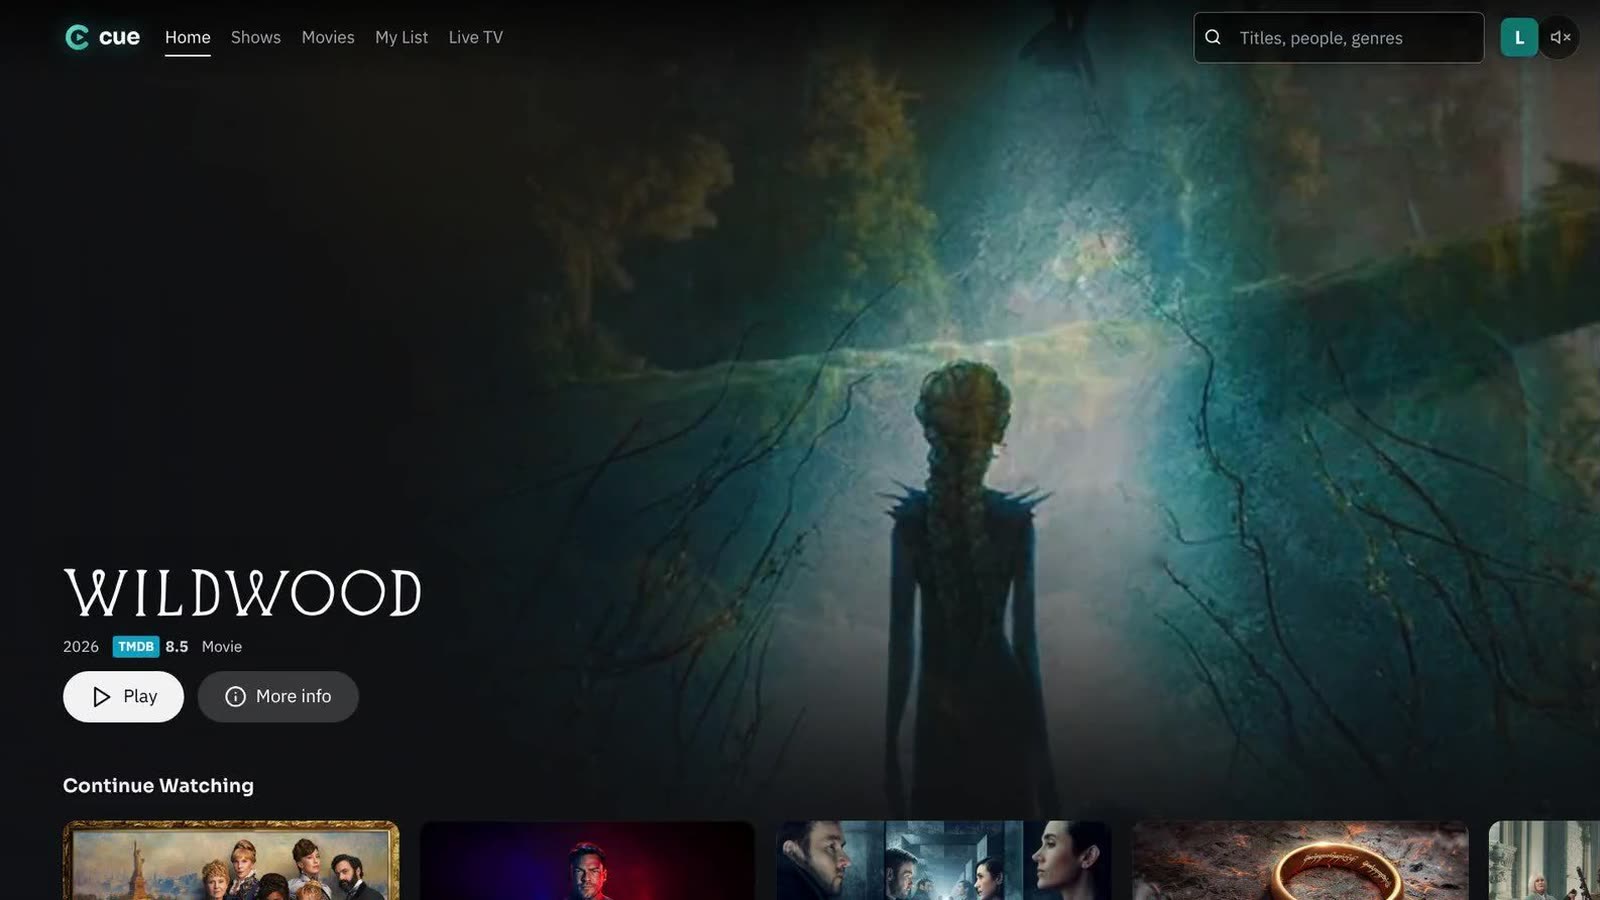 cue Home Shows Movies My List Live TV
Titles, people, genres
L
WILDWOOD
2026 TMDB 8.5 Movie
Play More info
Continue Watching